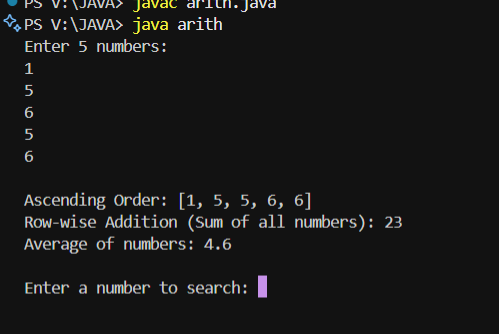 PS V:\JAVA> javac arith.java
PS V:\JAVA> java arith
Enter 5 numbers:
1
5
6
5
6
Ascending Order: [1, 5, 5, 6, 6]
Row-wise Addition (Sum of all numbers): 23
Average of numbers: 4.6
Enter a number to search: